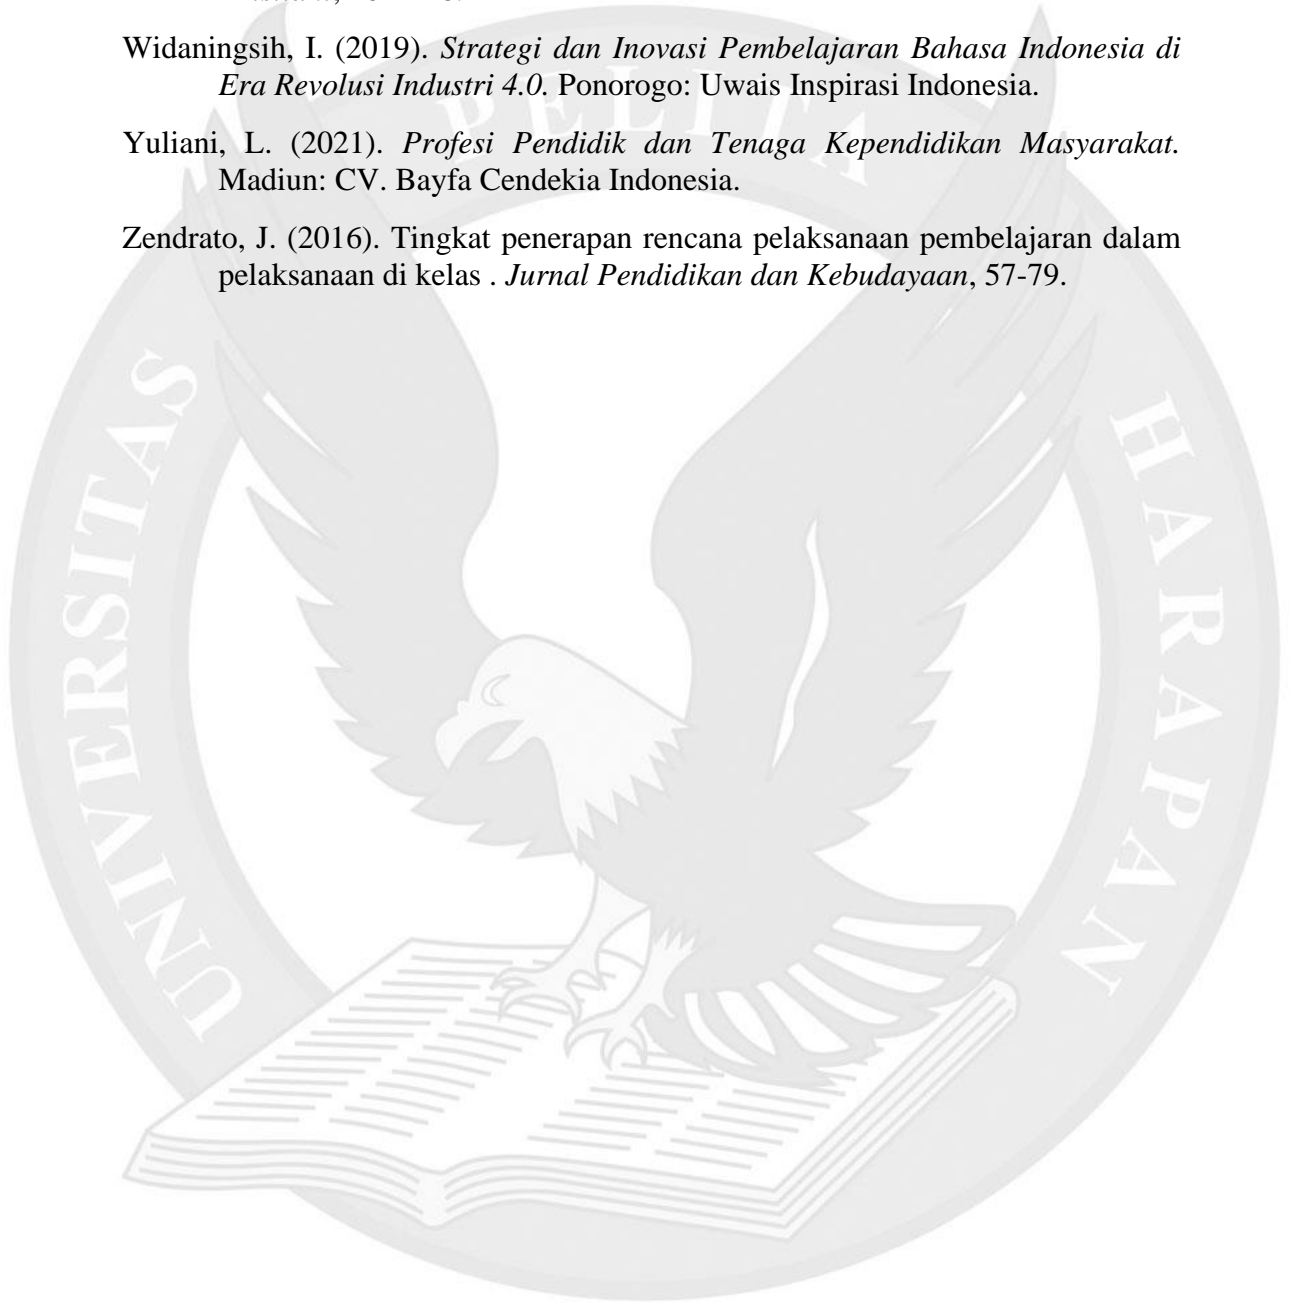 Widaningsih, I. (2019). Strategi dan Inovasi Pembelajaran Bahasa Indonesia di
Era Revolusi Industri 4.0. Ponorogo: Uwais Inspirasi Indonesia.
Yuliani, L. (2021). Profesi Pendidik dan Tenaga Kependidikan Masyarakat.
Madiun: CV. Bayfa Cendekia Indonesia.
Zendrato, J. (2016). Tingkat penerapan rencana pelaksanaan pembelajaran dalam
pelaksanaan di kelas . Jurnal Pendidikan dan Kebudayaan, 57-79.
UNIVERSITAS
PELITA
HARAPAN